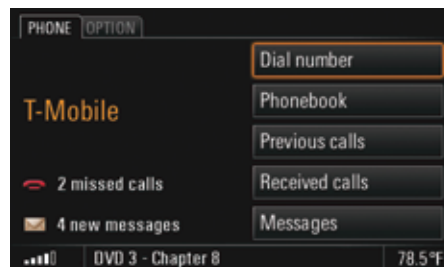 PHONE OPTION
Dial number
T-Mobile
Phonebook
Previous calls
2 missed calls
Received calls
4 new messages
Messages
DVD 3 - Chapter 8
78.5°F